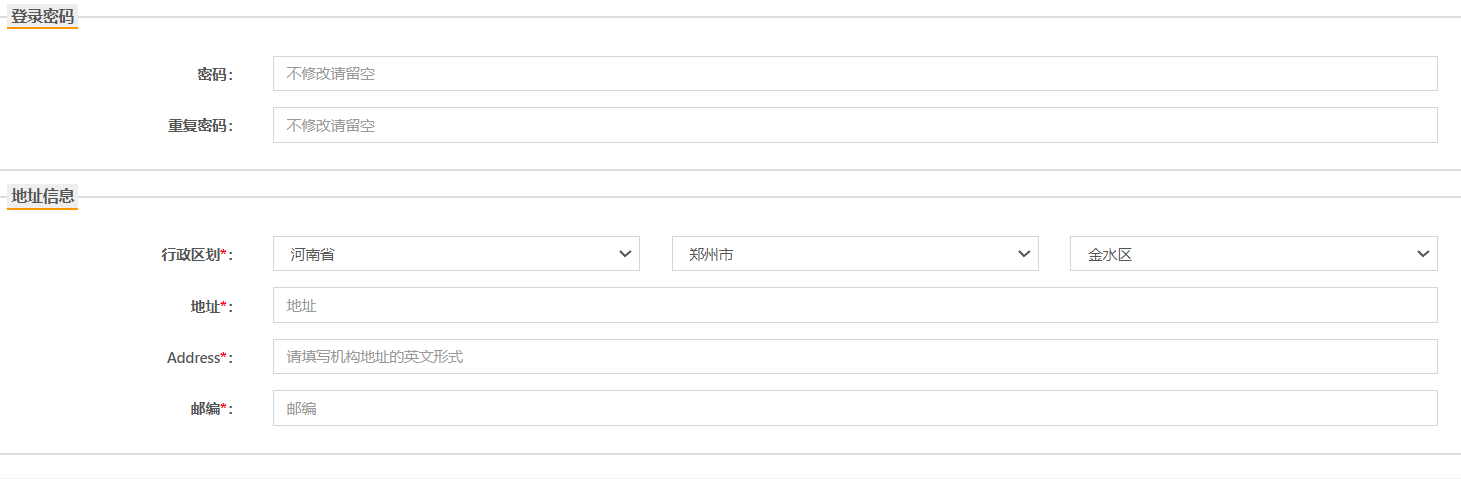 登录密码
密码：
不修改请留空
重复密码：
不修改请留空
地址信息
行政区划*： 河南省 郑州市 金水区
地址*： 地址
Address*： 请填写机构地址的英文形式
邮编*： 邮编